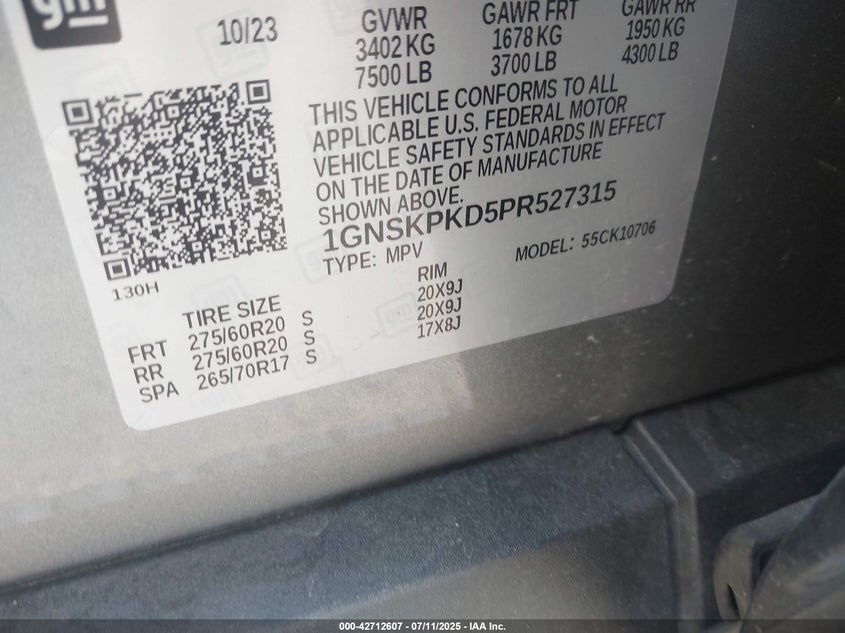 gm
10/23
GVWR
3402 KG
7500 LB
GAWR FRT
1678 KG
3700 LB
GAWR RR
1950 KG
4300 LB
THIS VEHICLE CONFORMS TO ALL
APPLICABLE U.S. FEDERAL MOTOR
VEHICLE SAFETY STANDARDS IN EFFECT
ON THE DATE OF MANUFACTURE
SHOWN ABOVE.
1GNSKPKD5PR527315
TYPE: MPV
MODEL: 55CK10706
130H
TIRE SIZE
RIM
FRT 275/60R20 S 20X9J
RR 275/60R20 S 20X9J
SPA 265/70R17 S 17X8J
000-42712607 - 07/11/2025 - IAA Inc.